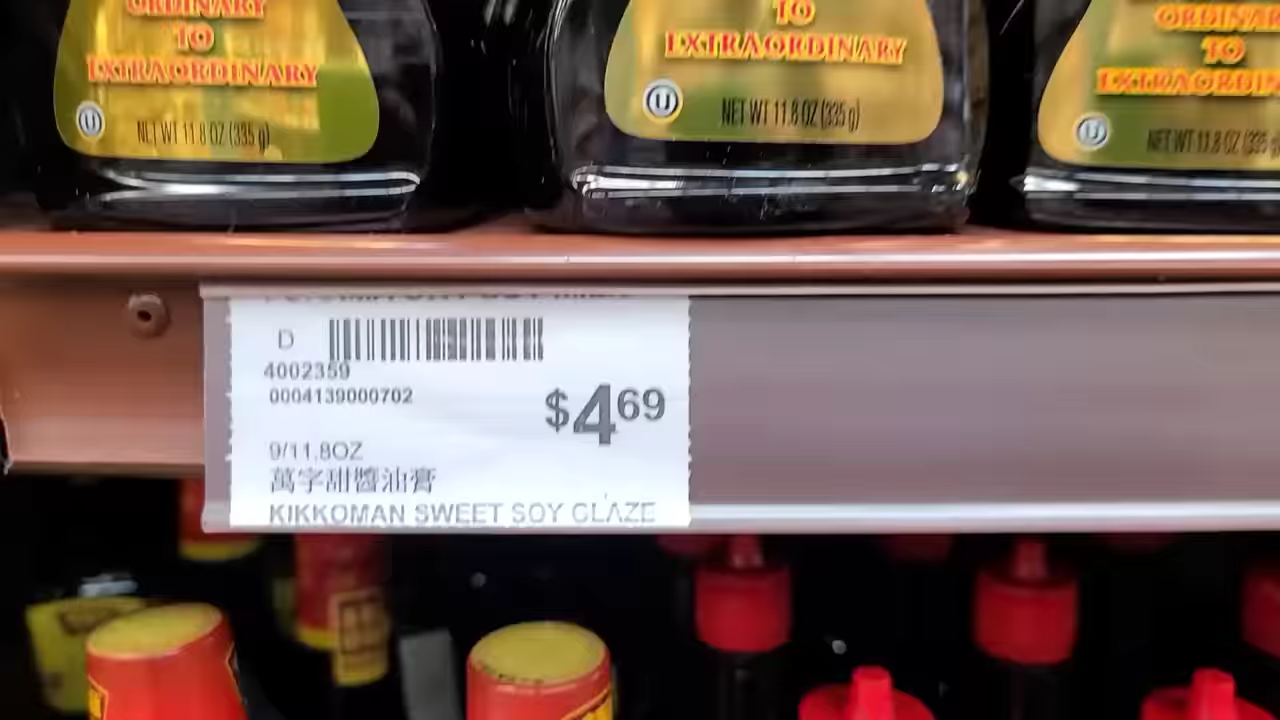 ORDINARY
TO
EXTRAORDINARY
U
NET WT 11.8 OZ (335 g)
TO
EXTRAORDINARY
U
NET WT 11.8 OZ (335 g)
TO
U
NET WT 11.8 OZ (335
D
4002359
0004139000702
$4 69
9/11.8OZ
萬字甜醬油膏
KIKKOMAN SWEET SOY GLAZE